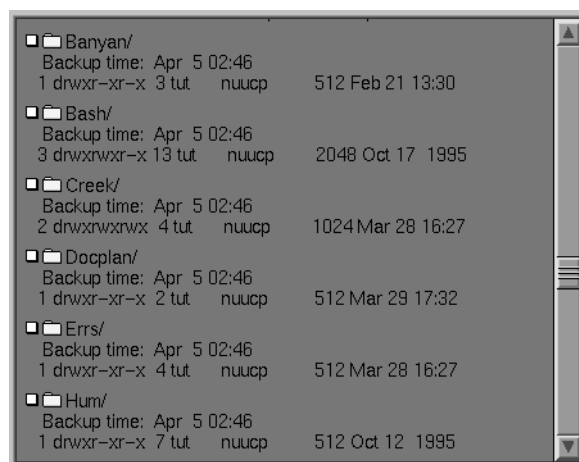 Banyan/
Backup time: Apr 5 02:46
1 drwxr-xr-x 3 tut nuucp 512 Feb 21 13:30
Bash/
Backup time: Apr 5 02:46
3 drwxrwxr-x 13 tut nuucp 2048 Oct 17 1995
Creek/
Backup time: Apr 5 02:46
2 drwxrwxrwx 4 tut nuucp 1024 Mar 28 16:27
Docplan/
Backup time: Apr 5 02:46
1 drwxr-xr-x 2 tut nuucp 512 Mar 29 17:32
Errs/
Backup time: Apr 5 02:46
1 drwxr-xr-x 4 tut nuucp 512 Mar 28 16:27
Hum/
Backup time: Apr 5 02:46
1 drwxr-xr-x 7 tut nuucp 512 Oct 12 1995